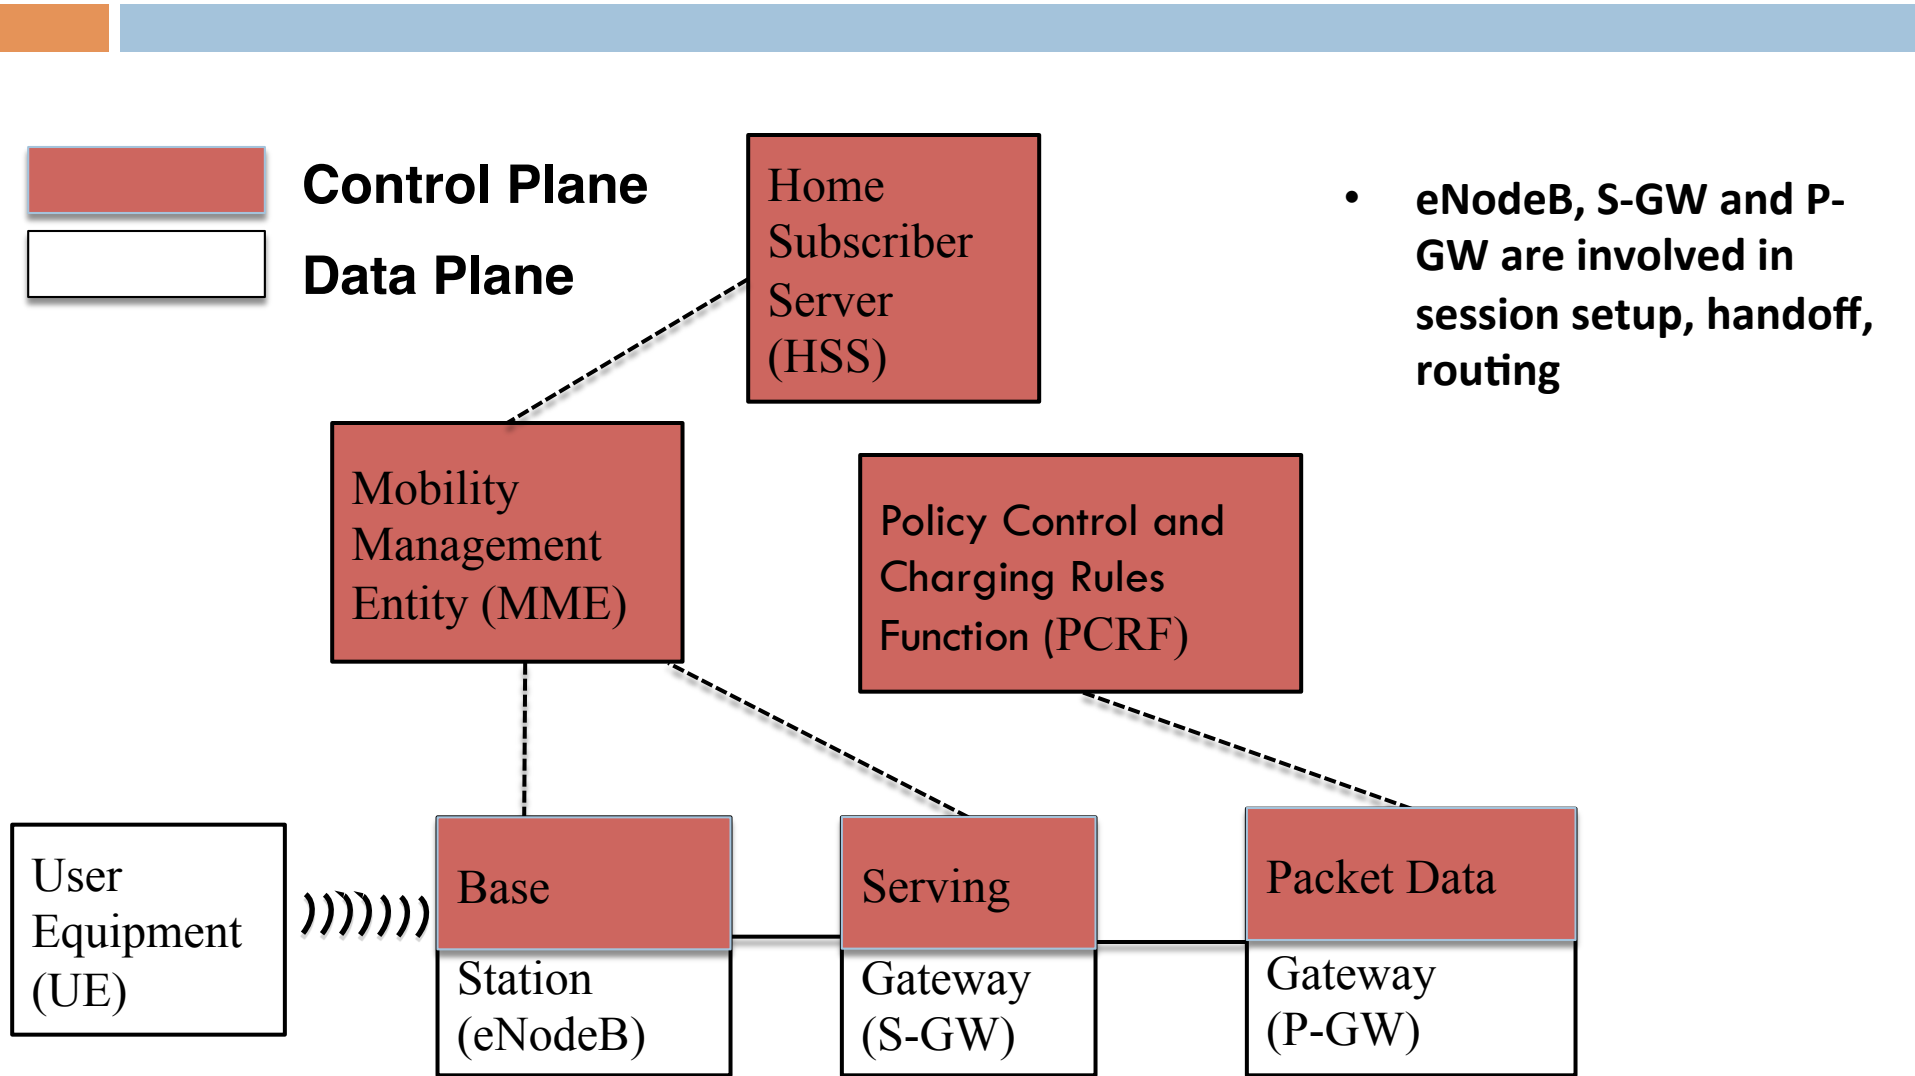 Control Plane
Data Plane
Home
Subscriber
Server
(HSS)
• eNodeB, S-GW and P-
GW are involved in
session setup, handoff,
routing
Mobility
Management
Entity (MME)
Policy Control and
Charging Rules
Function (PCRF)
User
Equipment
(UE)
Base
Station
(eNodeB)
Serving
Gateway
(S-GW)
Packet Data
Gateway
(P-GW)